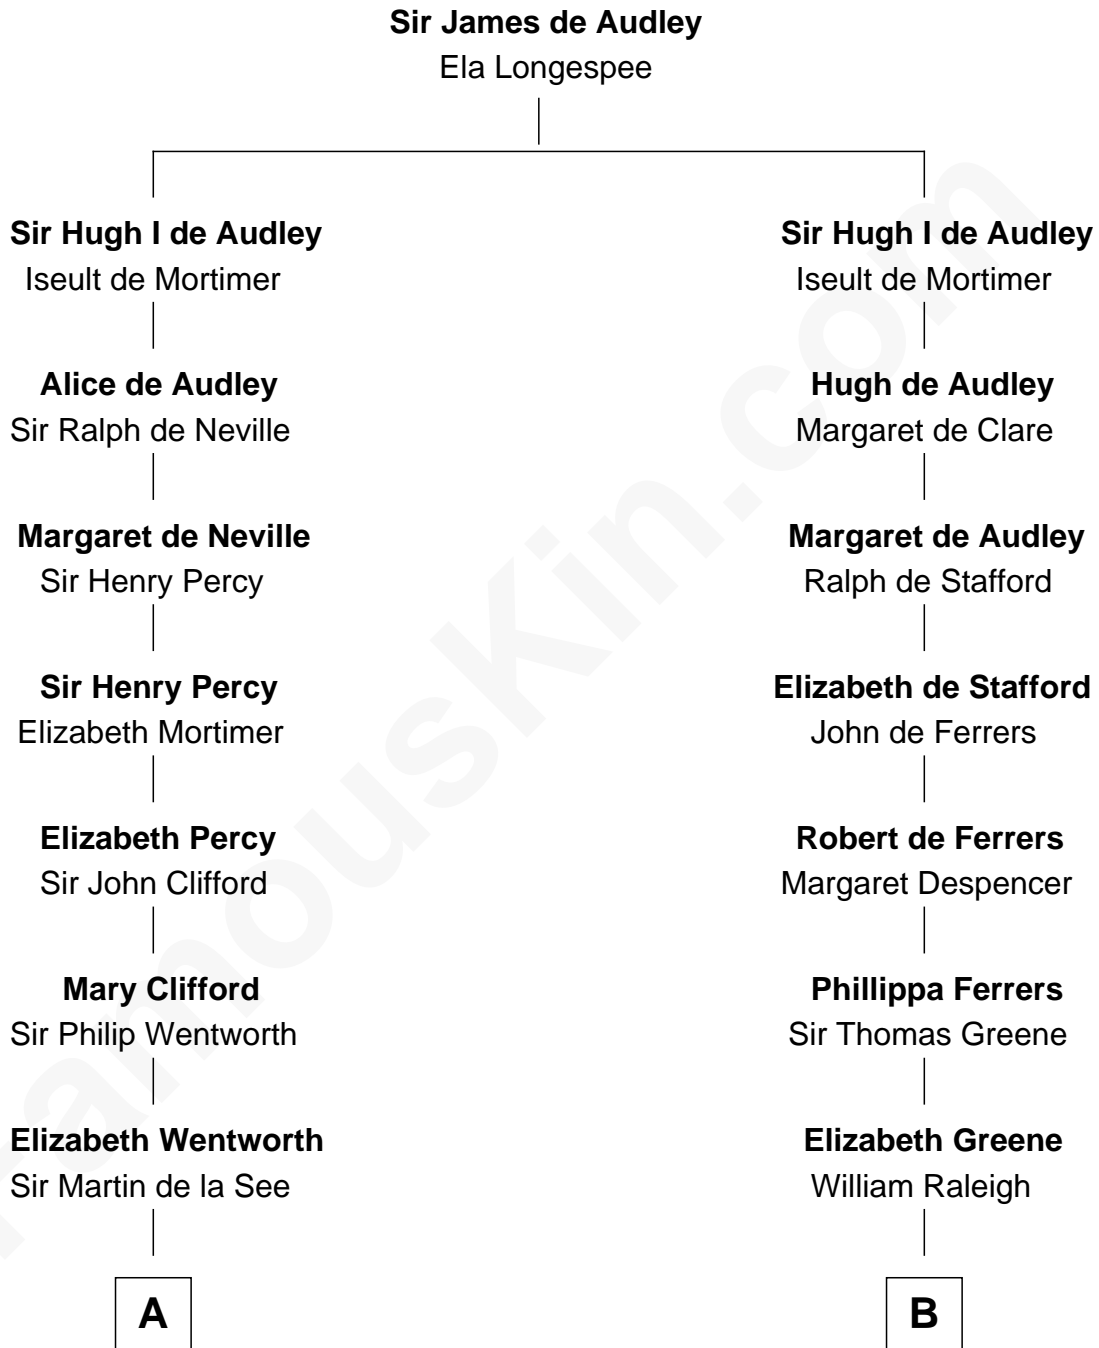 Sir James de Audley
Ela Longespee
Sir Hugh I de Audley
Iseult de Mortimer
Sir Hugh I de Audley
Iseult de Mortimer
Alice de Audley
Sir Ralph de Neville
Hugh de Audley
Margaret de Clare
Margaret de Neville
Sir Henry Percy
Margaret de Audley
Ralph de Stafford
Sir Henry Percy
Elizabeth Mortimer
Elizabeth de Stafford
John de Ferrers
Elizabeth Percy
Sir John Clifford
Robert de Ferrers
Margaret Despencer
Mary Clifford
Sir Philip Wentworth
Phillippa Ferrers
Sir Thomas Greene
Elizabeth Wentworth
Sir Martin de la See
Elizabeth Greene
William Raleigh
A
B
FamousKin.com